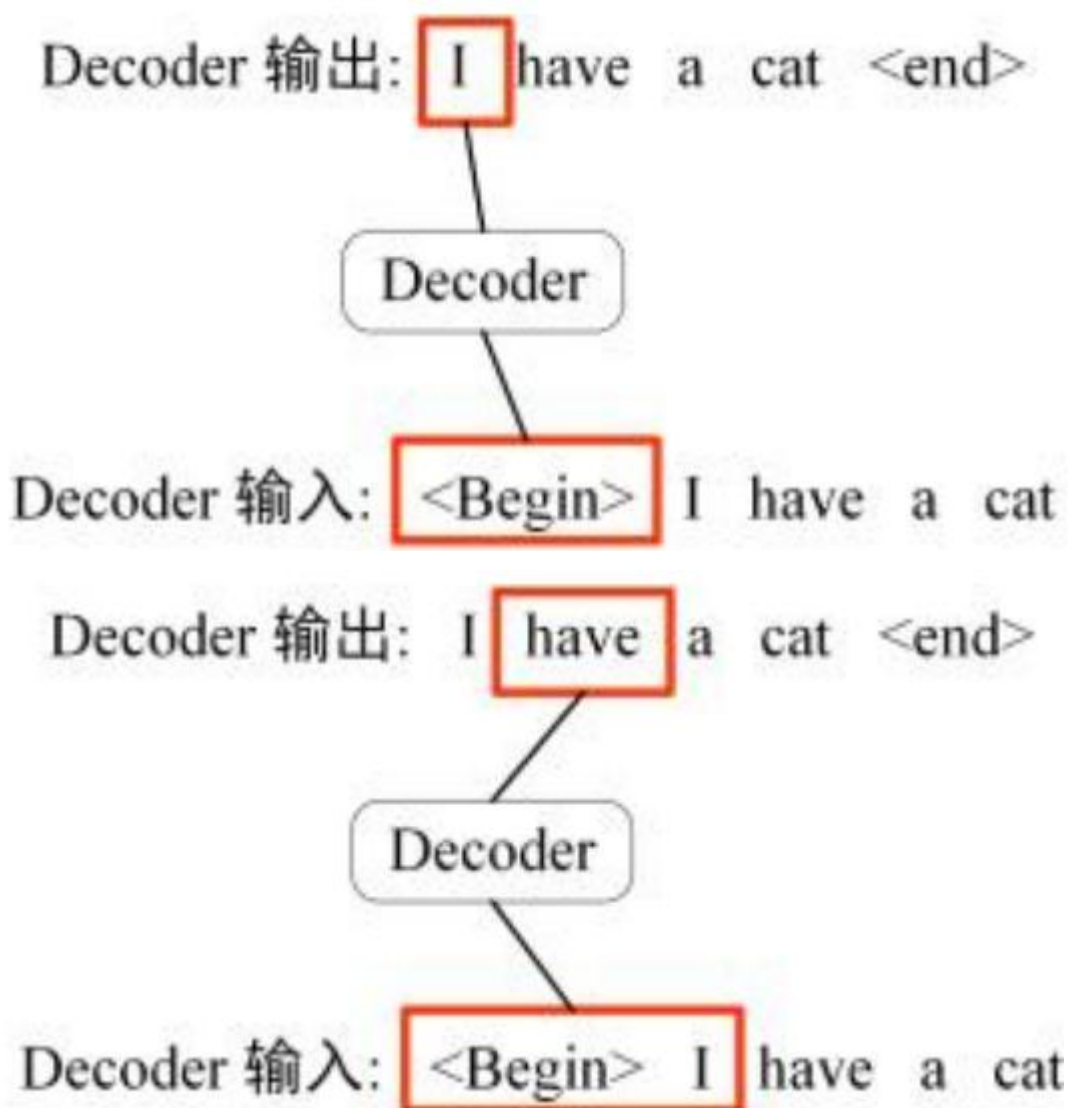 Decoder 输出: I have a cat <end>
Decoder
Decoder 输入: <Begin> I have a cat
Decoder 输出: I have a cat <end>
Decoder
Decoder 输入: <Begin> I have a cat